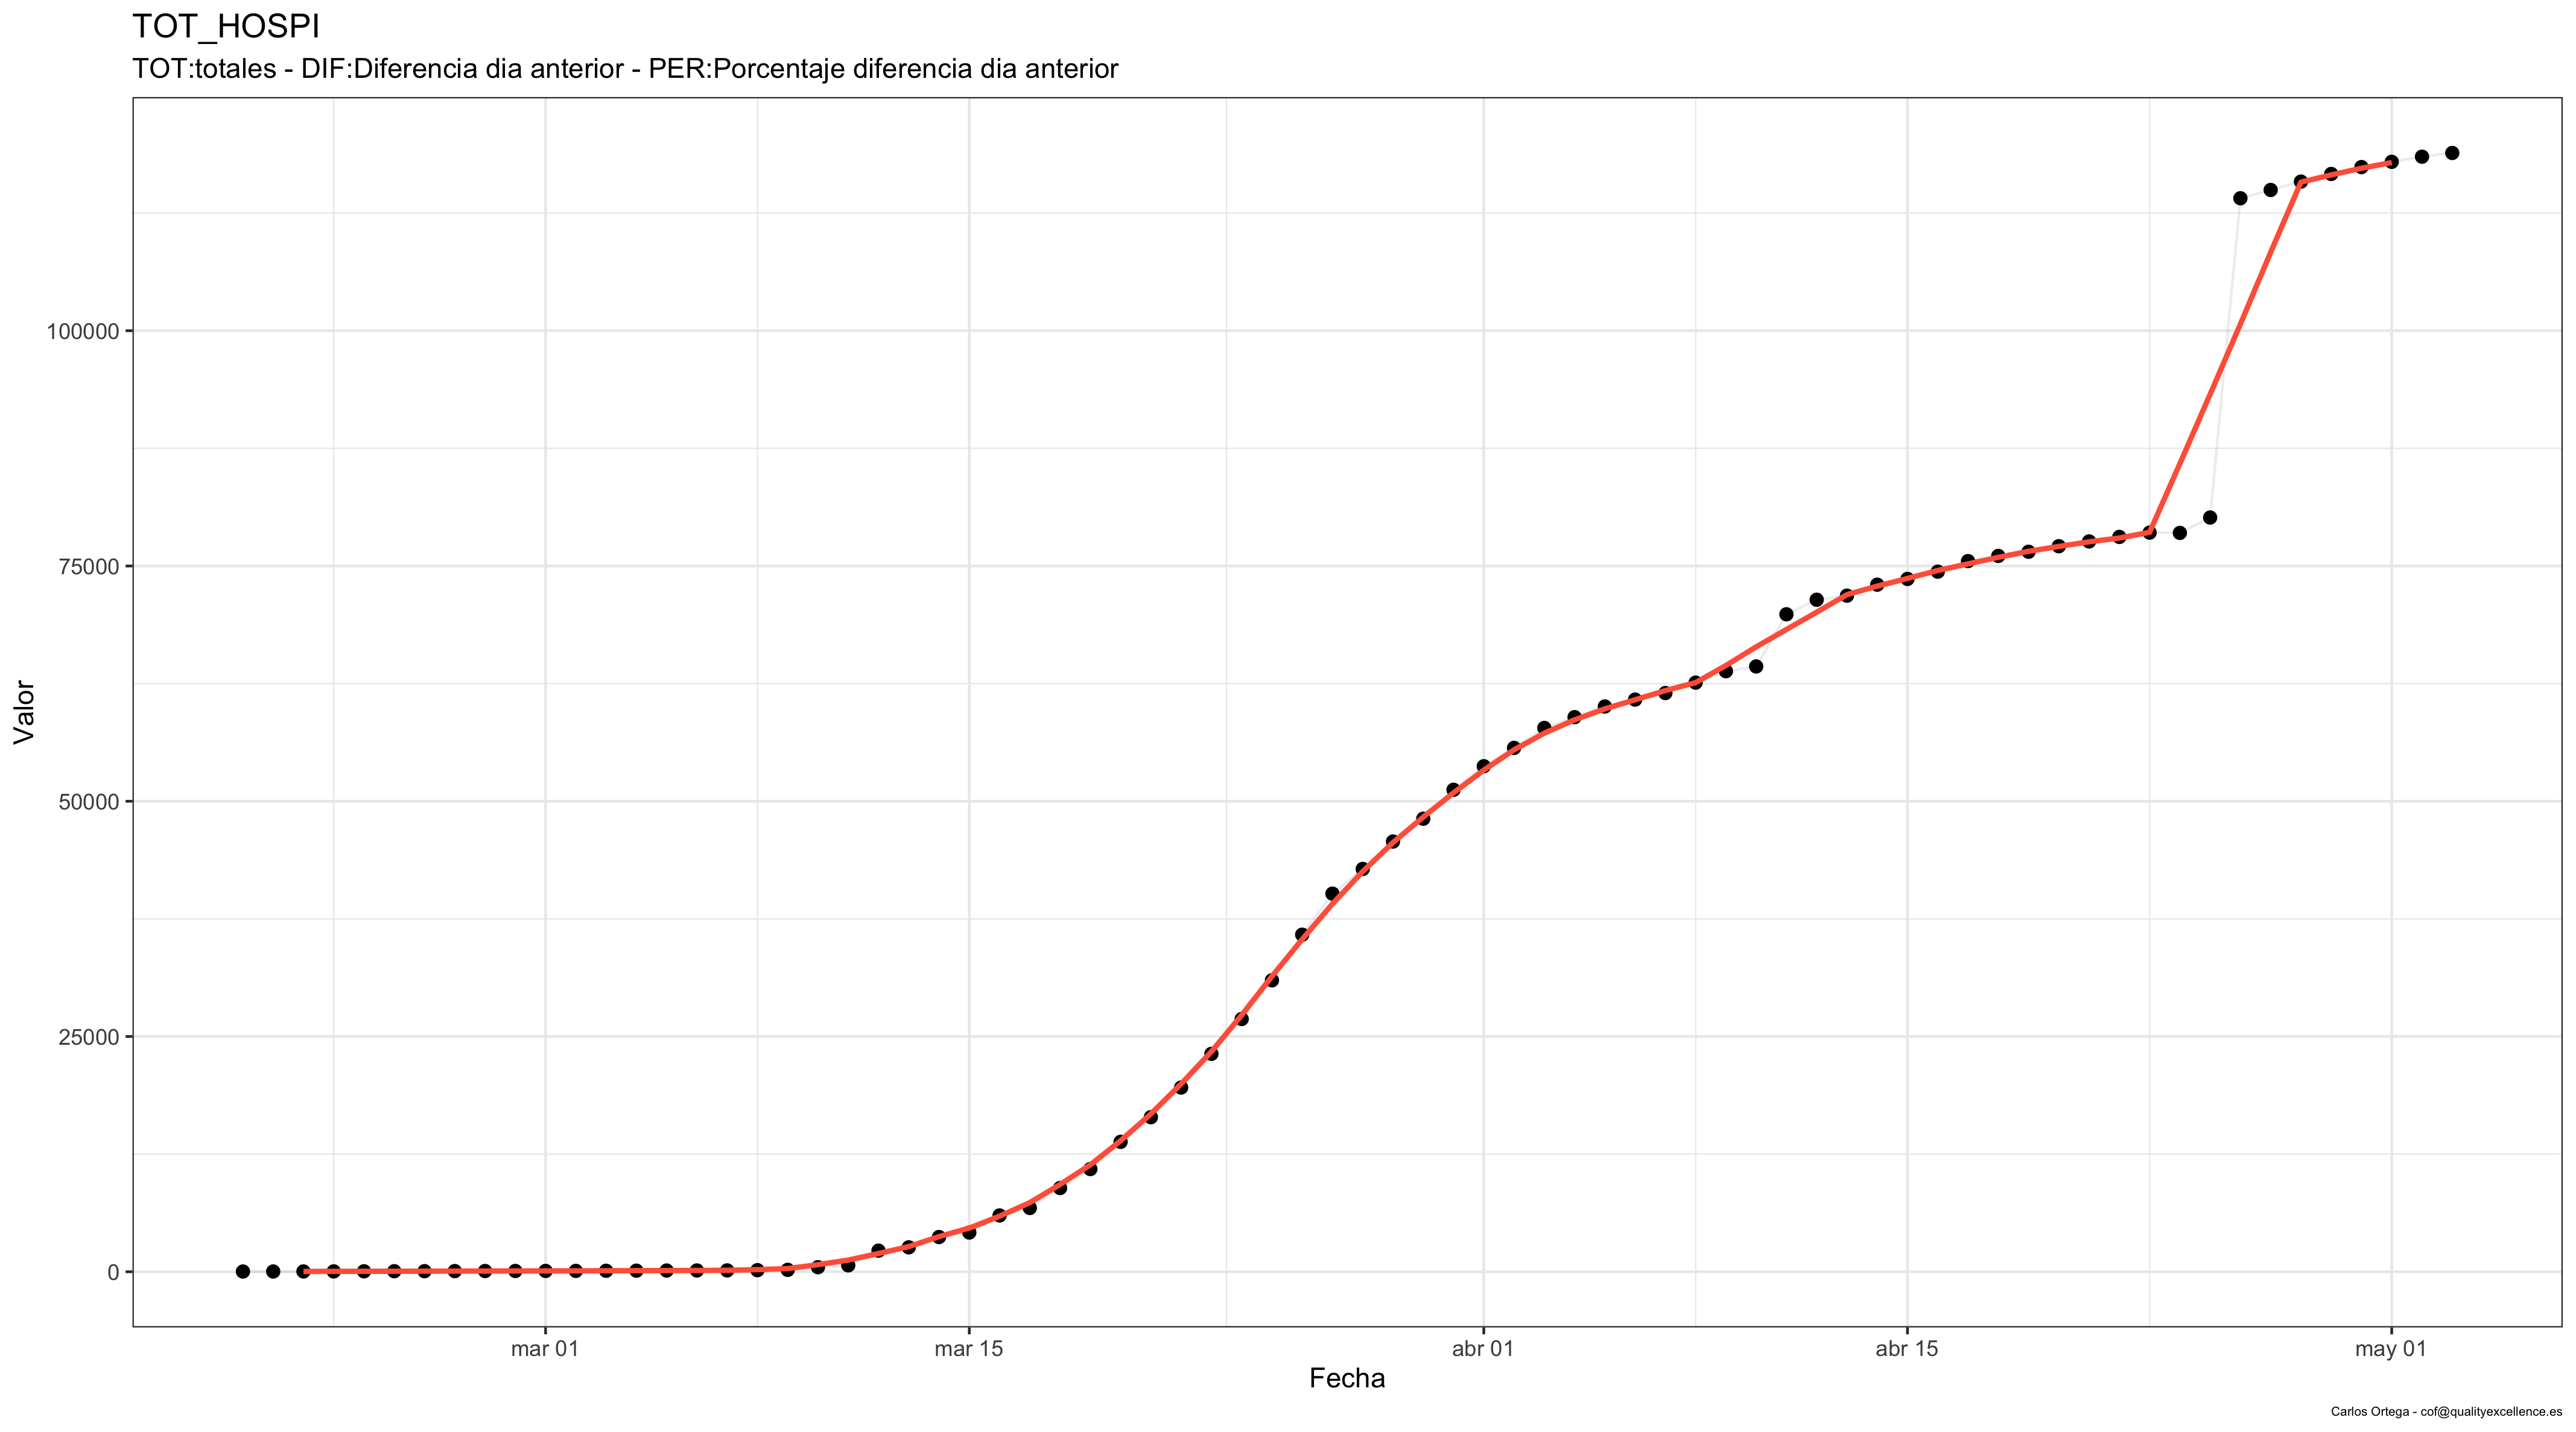 TOT_HOSPI
TOT:totales - DIF:Diferencia dia anterior - PER:Porcentaje diferencia dia anterior
Valor
100000
75000
50000
25000
0
mar 01
mar 15
abr 01
abr 15
may 01
Fecha
Carlos Ortega - cof@qualityexcellence.es